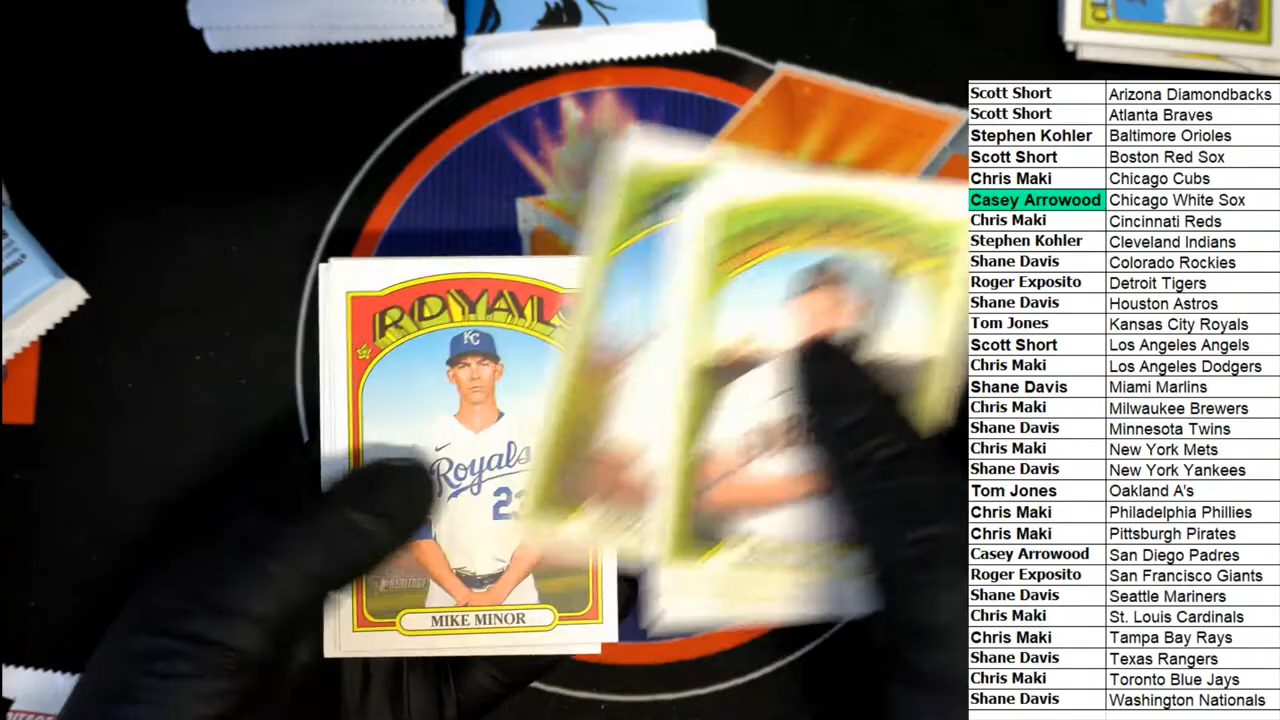 ROYALS
KC
Royals
23
HERITAGE
MIKE MINOR
Scott Short Arizona Diamondbacks
Scott Short Atlanta Braves
Stephen Kohler Baltimore Orioles
Scott Short Boston Red Sox
Chris Maki Chicago Cubs
Casey Arrowood Chicago White Sox
Chris Maki Cincinnati Reds
Stephen Kohler Cleveland Indians
Shane Davis Colorado Rockies
Roger Exposito Detroit Tigers
Shane Davis Houston Astros
Tom Jones Kansas City Royals
Scott Short Los Angeles Angels
Chris Maki Los Angeles Dodgers
Shane Davis Miami Marlins
Chris Maki Milwaukee Brewers
Shane Davis Minnesota Twins
Chris Maki New York Mets
Shane Davis New York Yankees
Tom Jones Oakland A's
Chris Maki Philadelphia Phillies
Chris Maki Pittsburgh Pirates
Casey Arrowood San Diego Padres
Roger Exposito San Francisco Giants
Shane Davis Seattle Mariners
Chris Maki St. Louis Cardinals
Chris Maki Tampa Bay Rays
Shane Davis Texas Rangers
Chris Maki Toronto Blue Jays
Shane Davis Washington Nationals